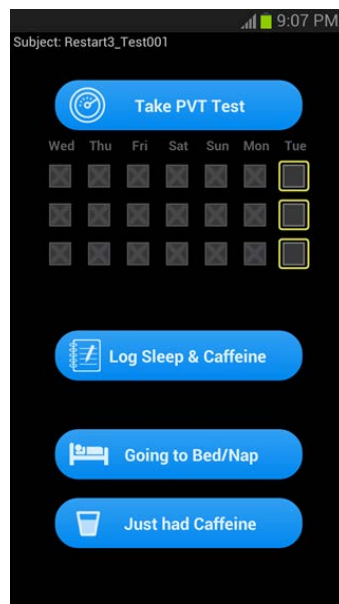 9:07 PM
Subject: Restart3_Test001
Take PVT Test
Wed Thu Fri Sat Sun Mon Tue
Log Sleep & Caffeine
Going to Bed/Nap
Just had Caffeine